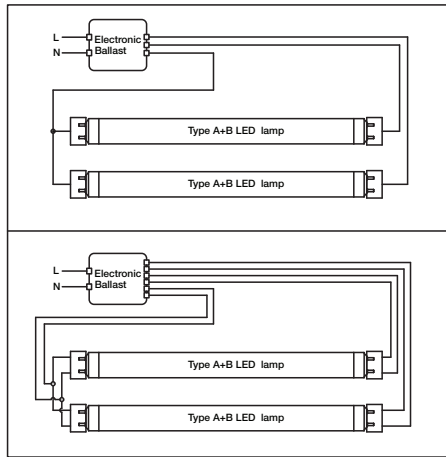 L
Electronic
N
Ballast
Type A+B LED lamp
Type A+B LED lamp
L
Electronic
N
Ballast
Type A+B LED lamp
Type A+B LED lamp